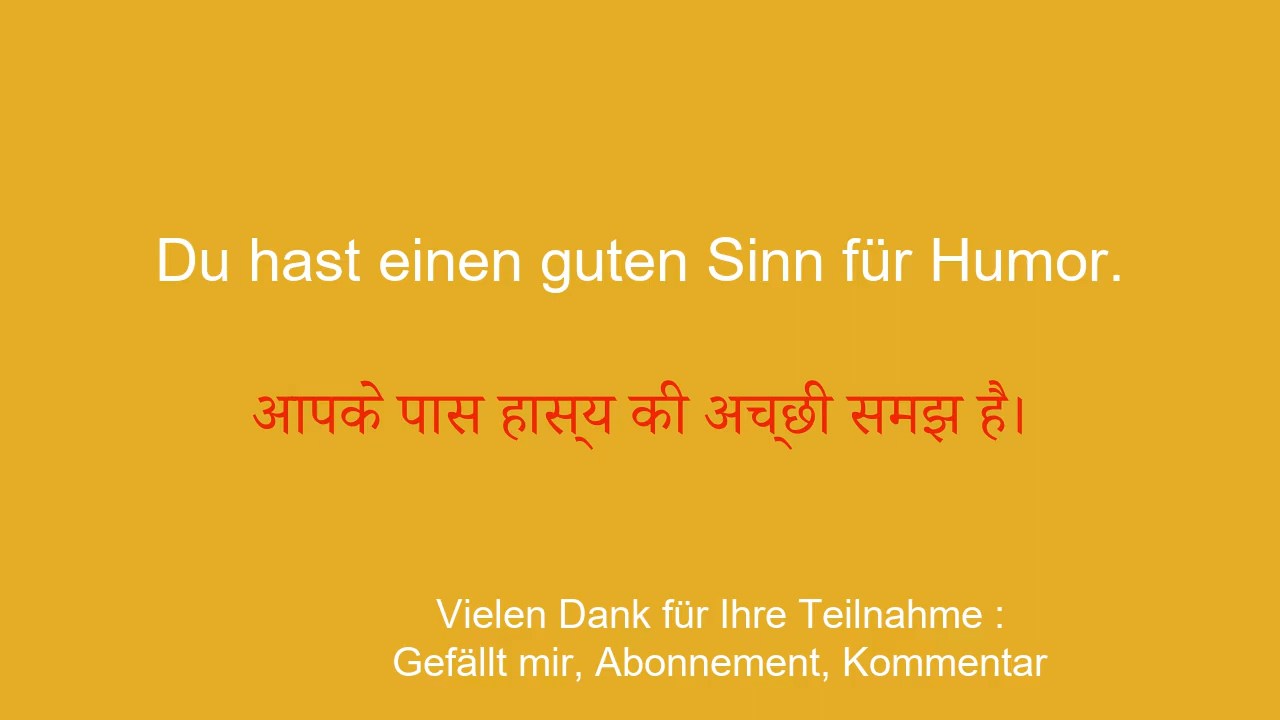 Du hast einen guten Sinn für Humor.
आपके पास हास्य की अच्छी समझ है।
Vielen Dank für Ihre Teilnahme :
Gefällt mir, Abonnement, Kommentar